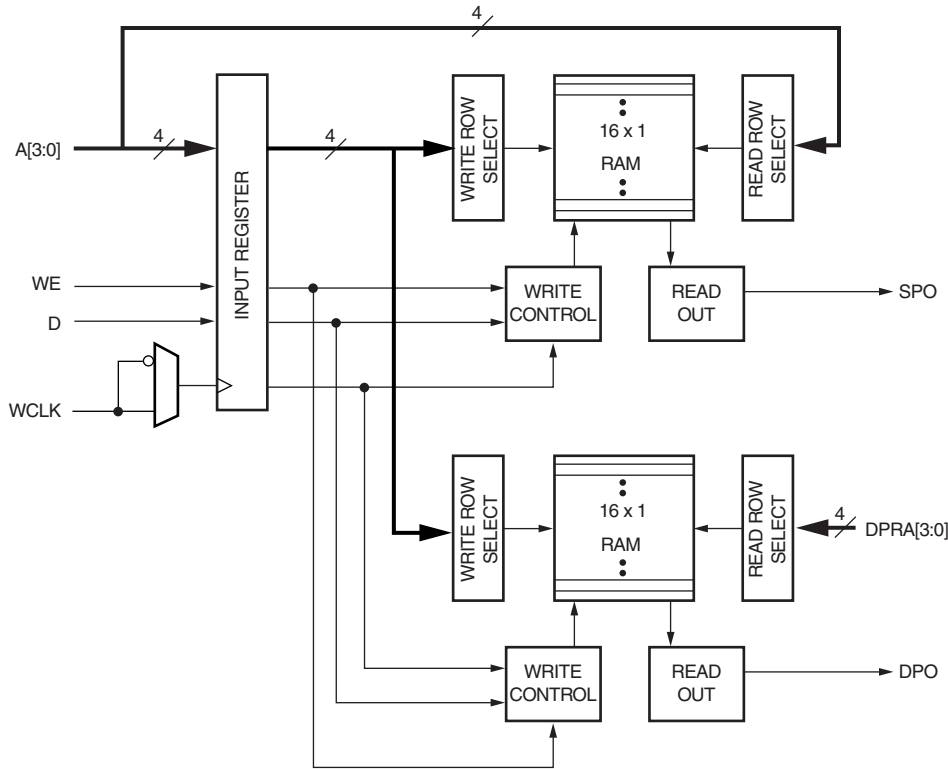 4
A[3:0]
4
4
INPUT REGISTER
WRITE ROW
SELECT
16 x 1
RAM
READ ROW
SELECT
WE
D
WRITE
CONTROL
READ
OUT
SPO
WCLK
WRITE ROW
SELECT
16 x 1
RAM
READ ROW
SELECT
4
DPRA[3:0]
WRITE
CONTROL
READ
OUT
DPO